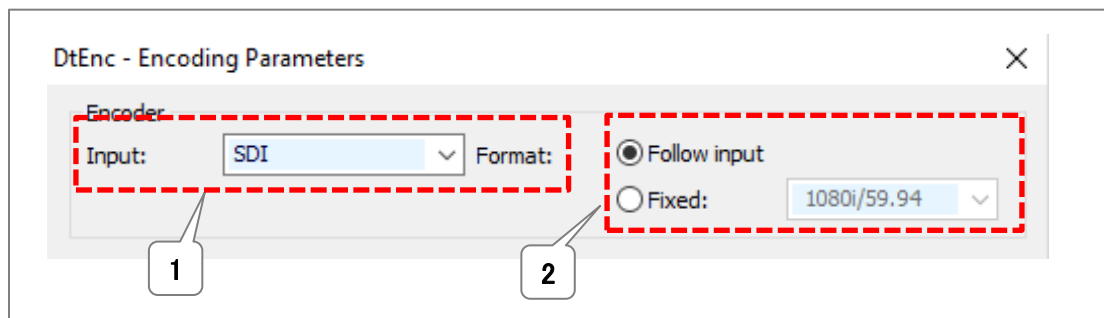 DtEnc - Encoding Parameters
Encoder
Input: SDI Format: Follow input
Fixed: 1080i/59.94
1 2